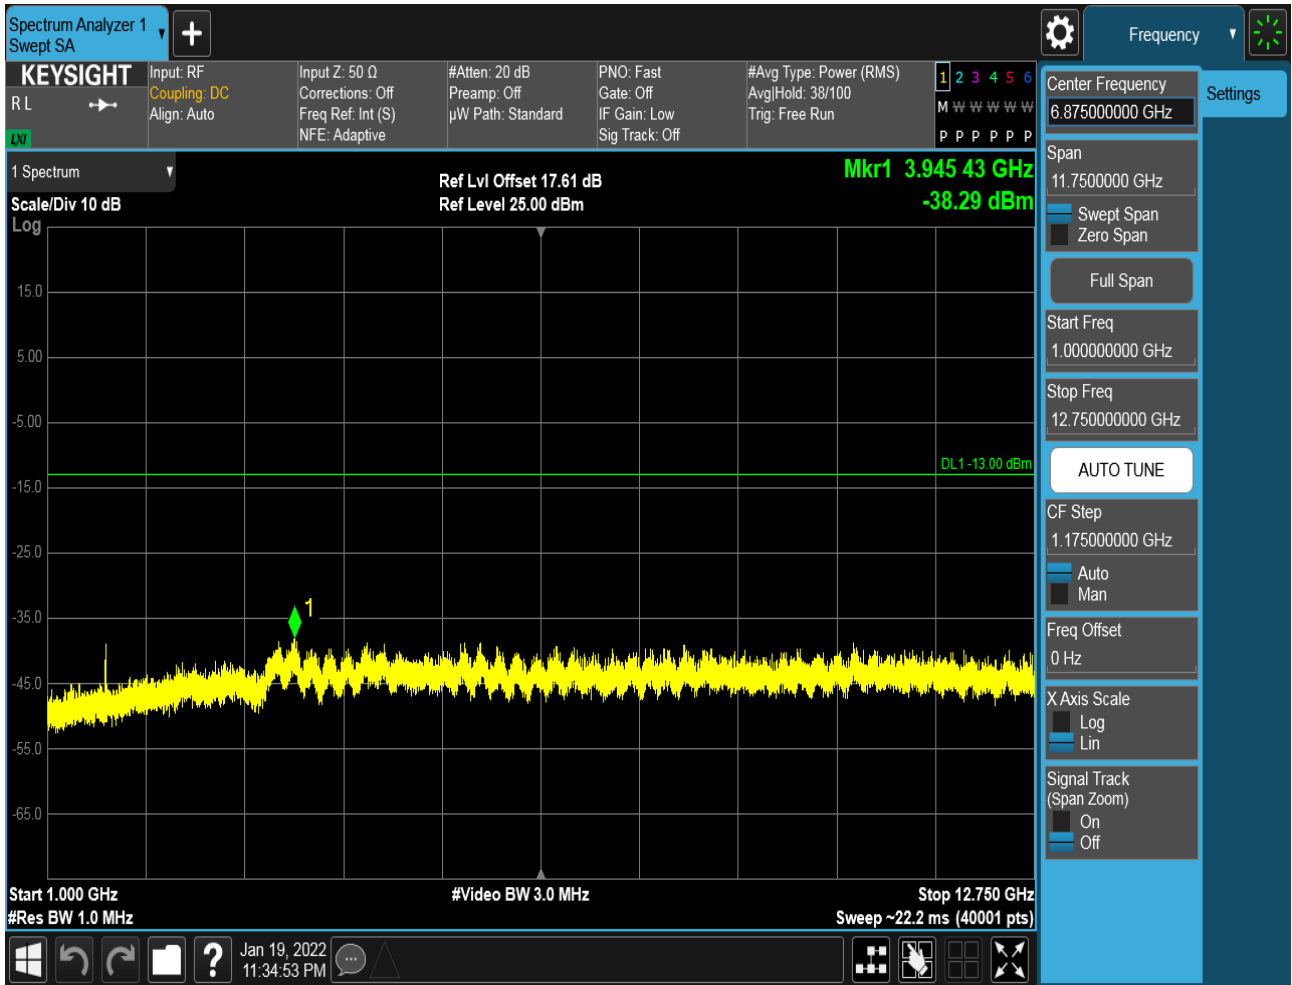 Spectrum Analyzer 1
Swept SA
Frequency
KEYSIGHT
R L
LXI
Input: RF
Coupling: DC
Align: Auto
Input Z: 50 Ω
Corrections: Off
Freq Ref: Int (S)
NFE: Adaptive
#Atten: 20 dB
Preamp: Off
µW Path: Standard
PNO: Fast
Gate: Off
IF Gain: Low
Sig Track: Off
#Avg Type: Power (RMS)
Avg|Hold: 38/100
Trig: Free Run
1 2 3 4 5 6
M W W W W W
P P P P P P
1 Spectrum
Scale/Div 10 dB
Log
Ref Lvl Offset 17.61 dB
Ref Level 25.00 dBm
Mkr1 3.945 43 GHz
-38.29 dBm
15.0
5.00
-5.00
DL1 -13.00 dBm
-15.0
-25.0
1
-35.0
-45.0
-55.0
-65.0
Start 1.000 GHz
#Res BW 1.0 MHz
#Video BW 3.0 MHz
Stop 12.750 GHz
Sweep ~22.2 ms (40001 pts)
?
Jan 19, 2022
11:34:53 PM
Center Frequency
6.875000000 GHz
Settings
Span
11.7500000 GHz
Swept Span
Zero Span
Full Span
Start Freq
1.000000000 GHz
Stop Freq
12.750000000 GHz
AUTO TUNE
CF Step
1.175000000 GHz
Auto
Man
Freq Offset
0 Hz
X Axis Scale
Log
Lin
Signal Track
(Span Zoom)
On
Off